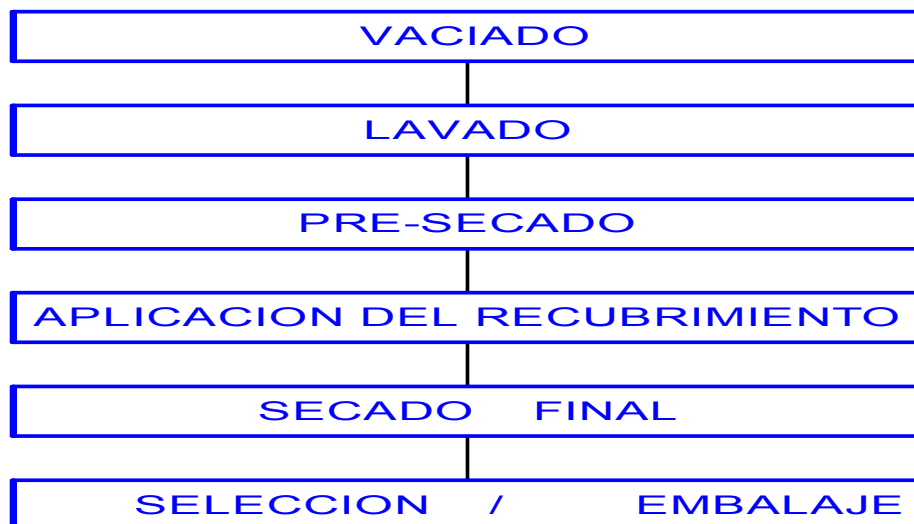 VACIADO
LAVADO
PRE-SECADO
APLICACION DEL RECUBRIMIENTO
SECADO FINAL
SELECCION / EMBALAJE